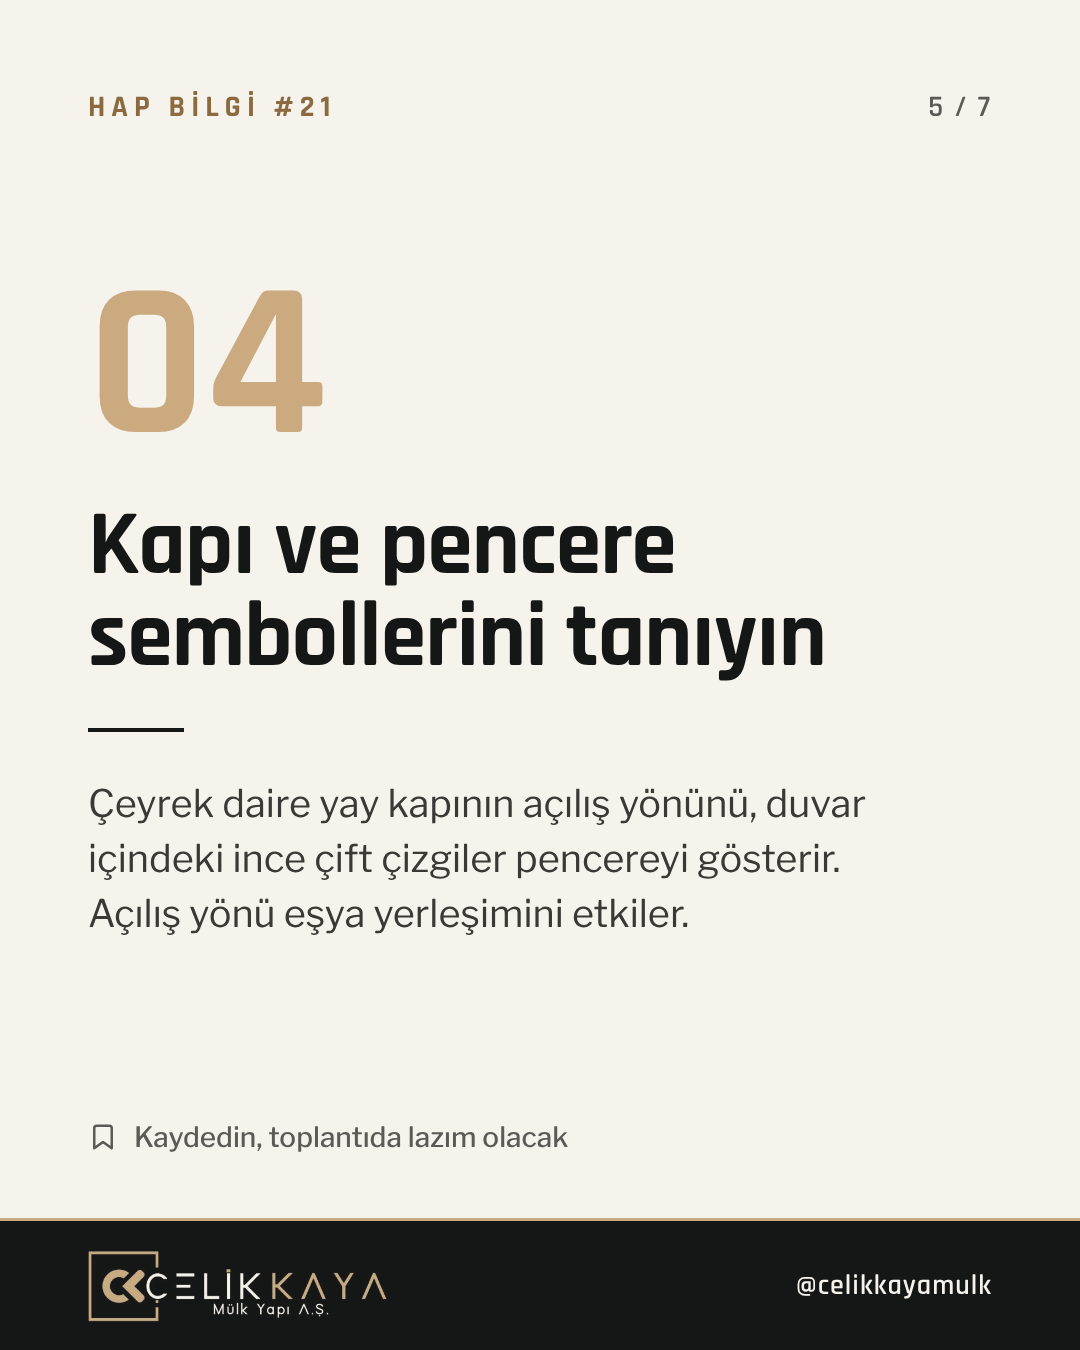 HAP BİLGİ #21
5 / 7
04
Kapı ve pencere
sembollerini tanıyın
Çeyrek daire yay kapının açılış yönünü, duvar
içindeki ince çift çizgiler pencereyi gösterir.
Açılış yönü eşya yerleşimini etkiler.
Kaydedin, toplantıda lazım olacak
CK ÇELİKKAYA
Mülk Yapı A.Ş.
@celikkayamulk